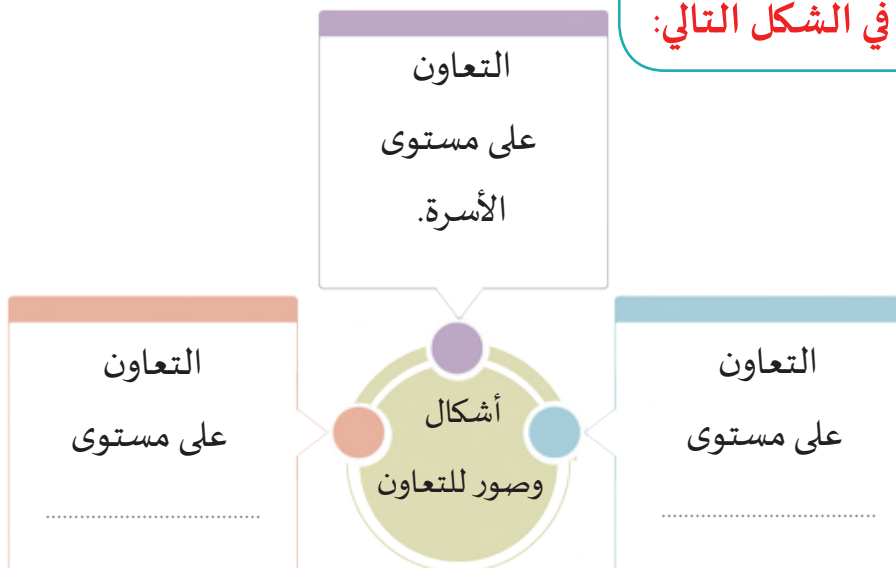 في الشكل التالي:
التعاون
على مستوى
الأسرة.
التعاون
على مستوى
................................
التعاون
على مستوى
................................
أشكال
وصور للتعاون